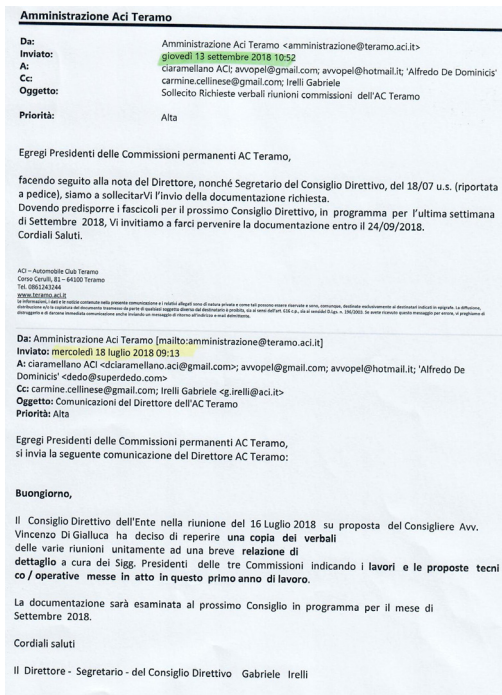 Amministrazione Aci Teramo
Da: Amministrazione Aci Teramo <amministrazione@teramo.aci.it>
Inviato: giovedì 13 settembre 2018 10:52
A: ciaramellano ACI; avvopel@gmail.com; avvopel@hotmail.it; 'Alfredo De Dominicis'
Cc: carmine.cellinese@gmail.com; Irelli Gabriele
Oggetto: Sollecito Richieste verbali riunioni commissioni dell'AC Teramo
Priorità: Alta
Egregi Presidenti delle Commissioni permanenti AC Teramo,
facendo seguito alla nota del Direttore, nonché Segretario del Consiglio Direttivo, del 18/07 u.s. (riportata
a pedice), siamo a sollecitarVi l'invio della documentazione richiesta.
Dovendo predisporre i fascicoli per il prossimo Consiglio Direttivo, in programma per l'ultima settimana
di Settembre 2018, Vi invitiamo a farci pervenire la documentazione entro il 24/09/2018.
Cordiali Saluti.
ACI – Automobile Club Teramo
Corso Cerulli, 81 – 64100 Teramo
Tel. 0861243244
www.teramo.aci.it
Da: Amministrazione Aci Teramo [mailto:amministrazione@teramo.aci.it]
Inviato: mercoledì 18 luglio 2018 09:13
A: ciaramellano ACI <dciaramellano.aci@gmail.com>; avvopel@gmail.com; avvopel@hotmail.it; 'Alfredo De
Dominicis' <dedo@superdedo.com>
Cc: carmine.cellinese@gmail.com; Irelli Gabriele <g.irelli@aci.it>
Oggetto: Comunicazioni del Direttore dell'AC Teramo
Priorità: Alta
Egregi Presidenti delle Commissioni permanenti AC Teramo,
si invia la seguente comunicazione del Direttore AC Teramo:
Buongiorno,
Il Consiglio Direttivo dell'Ente nella riunione del 16 Luglio 2018 su proposta del Consigliere Avv.
Vincenzo Di Gialluca ha deciso di reperire una copia dei verbali
delle varie riunioni unitamente ad una breve relazione di
dettaglio a cura dei Sigg. Presidenti delle tre Commissioni indicando i lavori e le proposte tecni
co / operative messe in atto in questo primo anno di lavoro.
La documentazione sarà esaminata al prossimo Consiglio in programma per il mese di
Settembre 2018.
Cordiali saluti
Il Direttore - Segretario - del Consiglio Direttivo Gabriele Irelli